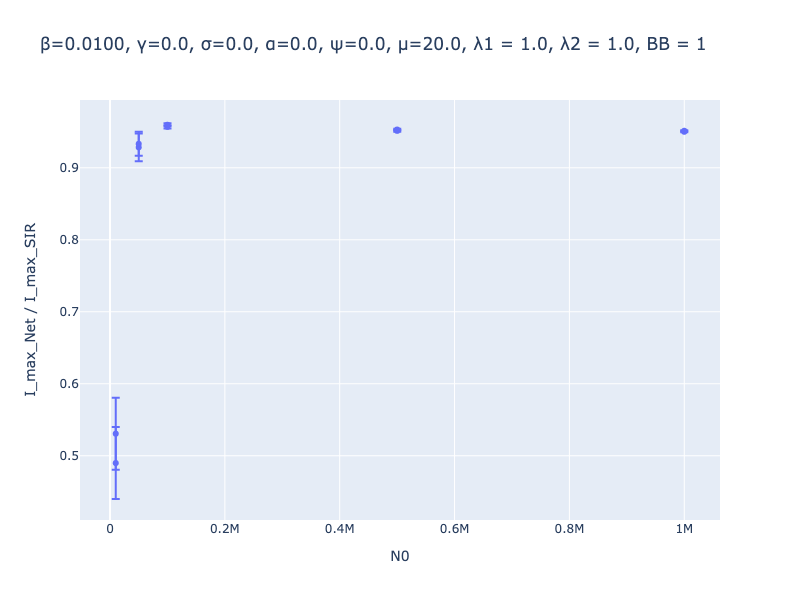 β=0.0100, γ=0.0, σ=0.0, α=0.0, ψ=0.0, μ=20.0, λ1 = 1.0, λ2 = 1.0, BB = 1
I_max_Net / I_max_SIR
0.9
0.8
0.7
0.6
0.5
0
0.2M
0.4M
0.6M
0.8M
1M
N0